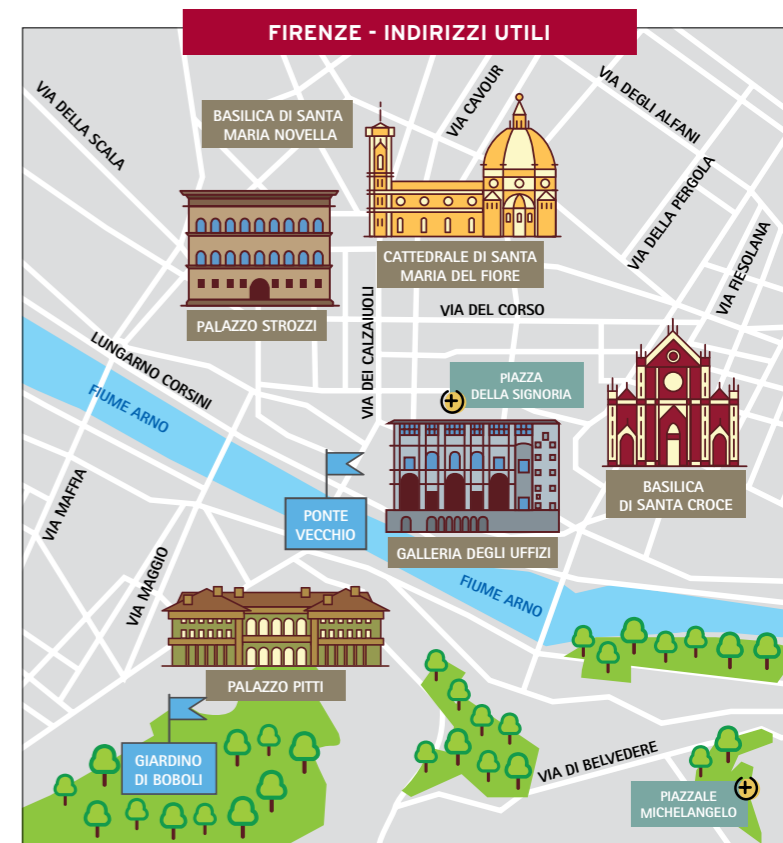 FIRENZE - INDIRIZZI UTILI
VIA DELLA SCALA
BASILICA DI SANTA
MARIA NOVELLA
VIA CAVOUR
VIA DEGLI ALFANI
VIA DELLA PERGOLA
VIA FIESOLANA
CATTEDRALE DI SANTA
MARIA DEL FIORE
PALAZZO STROZZI
VIA DEI CALZAIUOLI
VIA DEL CORSO
LUNGARNO CORSINI
FIUME ARNO
PIAZZA
DELLA SIGNORIA
BASILICA
DI SANTA CROCE
VIA MAFFIA
PONTE
VECCHIO
GALLERIA DEGLI UFFIZI
VIA MAGGIO
FIUME ARNO
PALAZZO PITTI
GIARDINO
DI BOBOLI
VIA DI BELVEDERE
PIAZZALE
MICHELANGELO